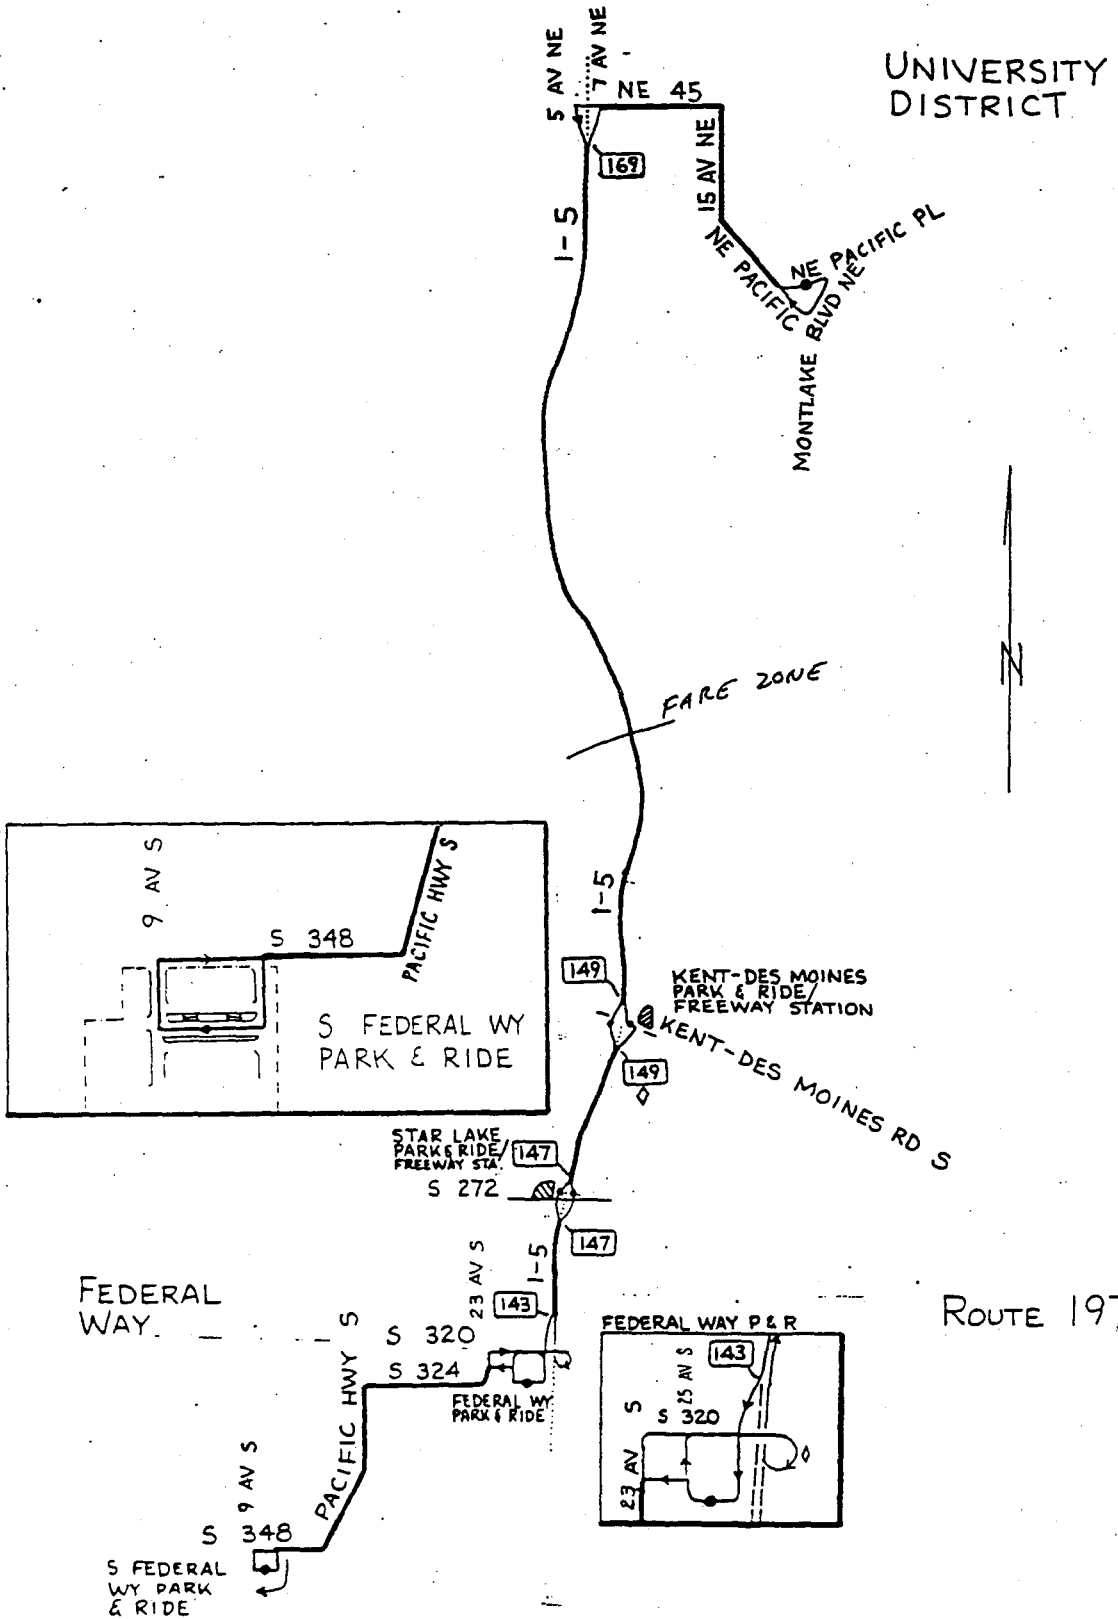 UNIVERSITY
DISTRICT
5 AV NE
7 AV NE
NE 45
169
15 AV NE
I-5
NE PACIFIC
NE PACIFIC PL
MONTLAKE BLVD NE
N
FARE ZONE
9 AV S
S 348
PACIFIC HWY S
S FEDERAL WY
PARK & RIDE
I-5
149
KENT-DES MOINES
PARK & RIDE/
FREEWAY STATION
KENT-DES MOINES RD S
149
STAR LAKE
PARK & RIDE/
FREEWAY STA.
147
S 272
147
I-5
23 AV S
143
FEDERAL
WAY
S 320
S 324
PACIFIC HWY S
FEDERAL WY
PARK & RIDE
9 AV S
S 348
S FEDERAL
WY PARK
& RIDE
ROUTE 197
FEDERAL WAY P & R
143
25 AV S
S 320
23 AV S